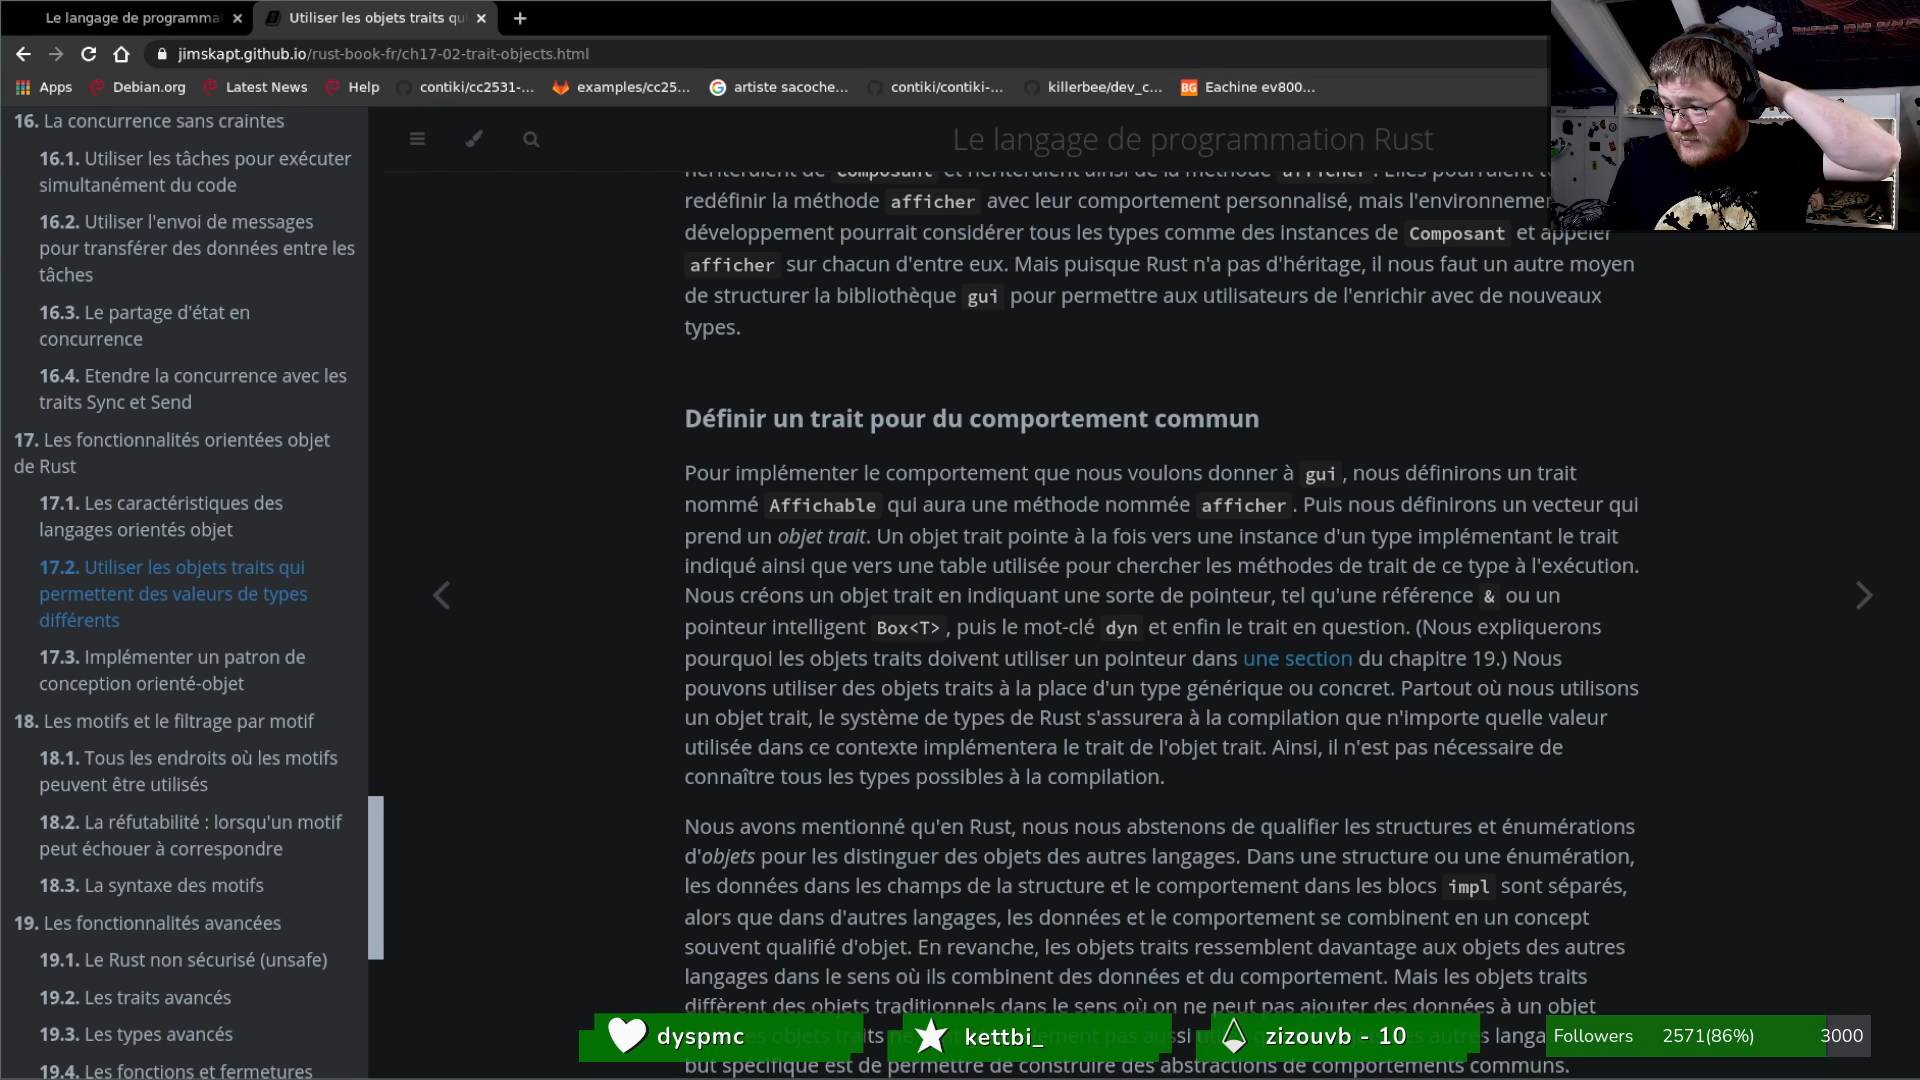 Le langage de programma
Utiliser les objets traits qu
jimskapt.github.io/rust-book-fr/ch17-02-trait-objects.html
Apps
Debian.org
Latest News
Help
contiki/cc2531-...
examples/cc25...
artiste sacoche...
contiki/contiki-...
killerbee/dev_c...
BG
Eachine ev800...
16. La concurrence sans craintes
16.1. Utiliser les tâches pour exécuter
simultanément du code
16.2. Utiliser l'envoi de messages
pour transférer des données entre les
tâches
16.3. Le partage d'état en
concurrence
16.4. Etendre la concurrence avec les
traits Sync et Send
17. Les fonctionnalités orientées objet
de Rust
17.1. Les caractéristiques des
langages orientés objet
17.2. Utiliser les objets traits qui
permettent des valeurs de types
différents
17.3. Implémenter un patron de
conception orienté-objet
18. Les motifs et le filtrage par motif
18.1. Tous les endroits où les motifs
peuvent être utilisés
18.2. La réfutabilité : lorsqu'un motif
peut échouer à correspondre
18.3. La syntaxe des motifs
19. Les fonctionnalités avancées
19.1. Le Rust non sécurisé (unsafe)
19.2. Les traits avancés
19.3. Les types avancés
19.4. Les fonctions et fermetures
Le langage de programmation Rust
hériteraient de Composant et hériteraient ainsi de la méthode afficher. Elles pourraient
redéfinir la méthode afficher avec leur comportement personnalisé, mais l'environneme
développement pourrait considérer tous les types comme des instances de Composant et appeler
afficher sur chacun d'entre eux. Mais puisque Rust n'a pas d'héritage, il nous faut un autre moyen
de structurer la bibliothèque gui pour permettre aux utilisateurs de l'enrichir avec de nouveaux
types.
Définir un trait pour du comportement commun
Pour implémenter le comportement que nous voulons donner à gui, nous définirons un trait
nommé Affichable qui aura une méthode nommée afficher. Puis nous définirons un vecteur qui
prend un objet trait. Un objet trait pointe à la fois vers une instance d'un type implémentant le trait
indiqué ainsi que vers une table utilisée pour chercher les méthodes de trait de ce type à l'exécution.
Nous créons un objet trait en indiquant une sorte de pointeur, tel qu'une référence & ou un
pointeur intelligent Box<T>, puis le mot-clé dyn et enfin le trait en question. (Nous expliquerons
pourquoi les objets traits doivent utiliser un pointeur dans une section du chapitre 19.) Nous
pouvons utiliser des objets traits à la place d'un type générique ou concret. Partout où nous utilisons
un objet trait, le système de types de Rust s'assurera à la compilation que n'importe quelle valeur
utilisée dans ce contexte implémentera le trait de l'objet trait. Ainsi, il n'est pas nécessaire de
connaître tous les types possibles à la compilation.
Nous avons mentionné qu'en Rust, nous nous abstenons de qualifier les structures et énumérations
d'objets pour les distinguer des objets des autres langages. Dans une structure ou une énumération,
les données dans les champs de la structure et le comportement dans les blocs impl sont séparés,
alors que dans d'autres langages, les données et le comportement se combinent en un concept
souvent qualifié d'objet. En revanche, les objets traits ressemblent davantage aux objets des autres
langages dans le sens où ils combinent des données et du comportement. Mais les objets traits
diffèrent des objets traditionnels dans le sens où on ne peut pas ajouter des données à un objet
but spécifique est de permettre de construire des abstractions de comportements communs.
dyspmc
kettbi_
zizouvb - 10
Followers 2571(86%) 3000